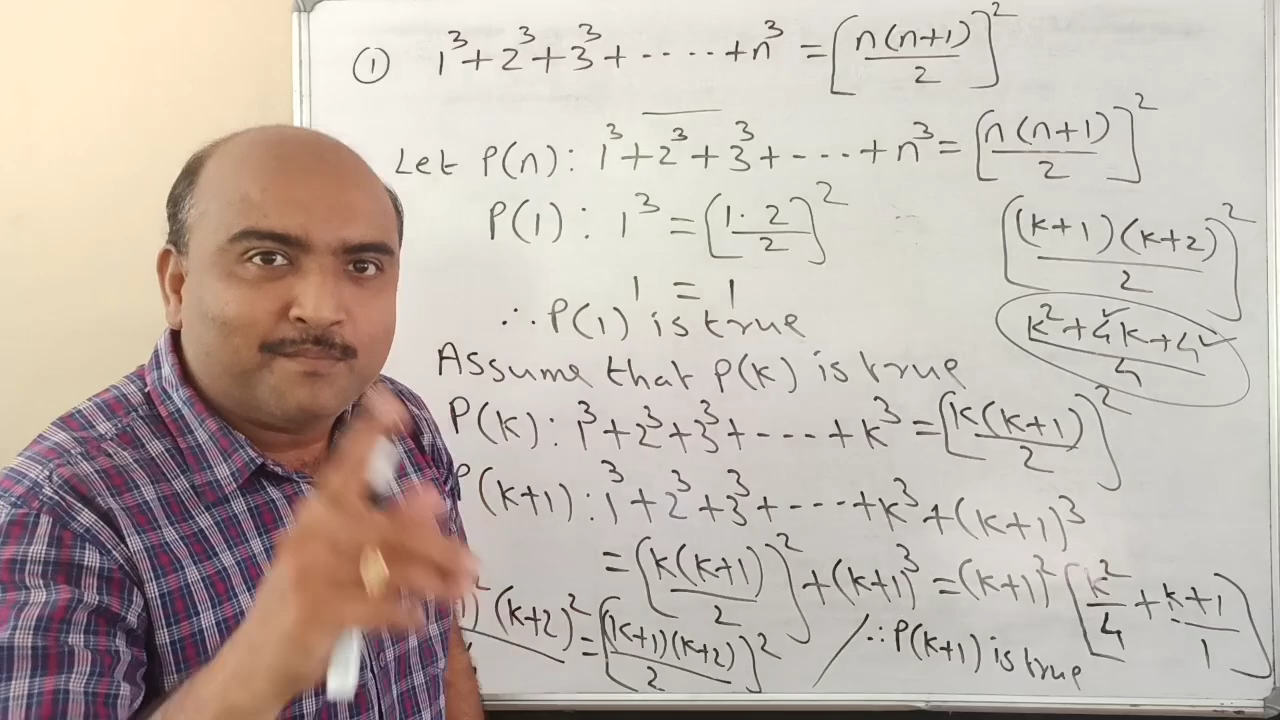 ① 1³+2³+3³+·····+n³ = [n(n+1)/2]²
Let P(n): 1³+2³+3³+---+n³ = [n(n+1)/2]²
P(1): 1³ = (1·2/2)²
1 = 1
∴ P(1) is true
((k+1)(k+2)/2)²
k²+4k+4/4
Assume that P(k) is true
P(k): 1³+2³+3³+----+k³ = (k(k+1)/2)²
P(k+1): 1³+2³+3³+---+k³+(k+1)³
= (k(k+1)/2)²+(k+1)³ = (k+1)² (k²/4 + k+1/1)
1)²(k+2)² = ((k+1)(k+2)/2)²
∴ P(k+1) is true